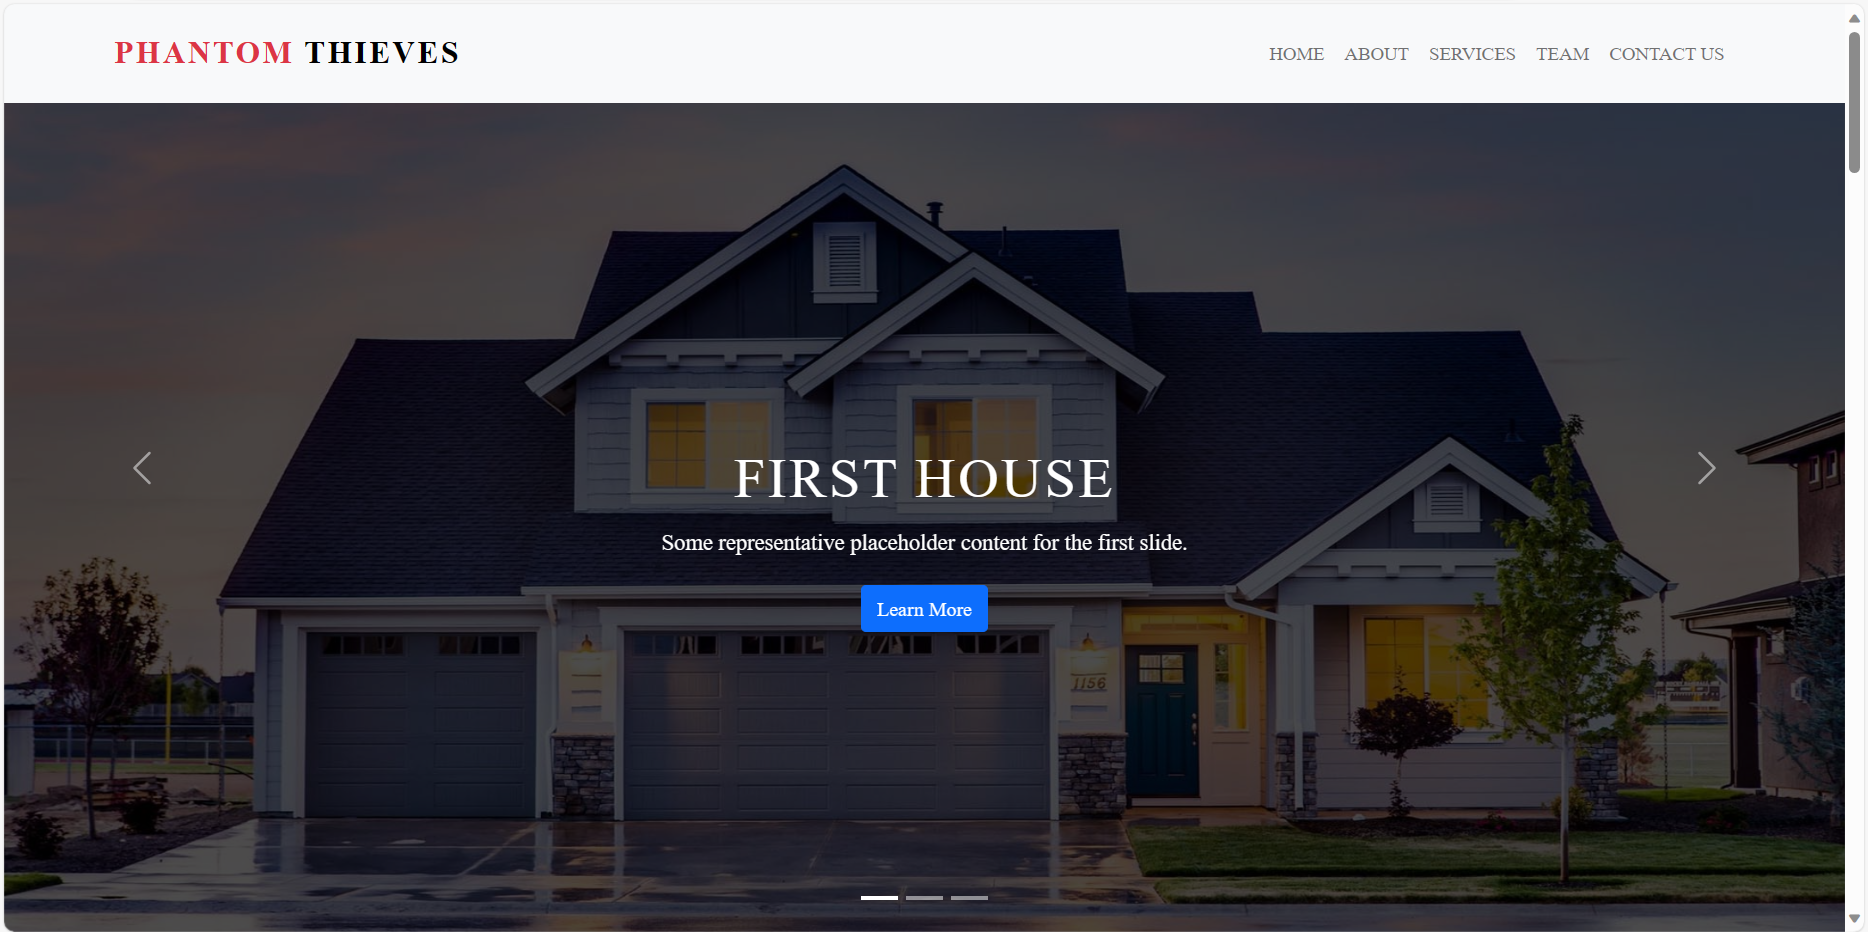 PHANTOM THIEVES
HOME ABOUT SERVICES TEAM CONTACT US
FIRST HOUSE
Some representative placeholder content for the first slide.
Learn More
1156